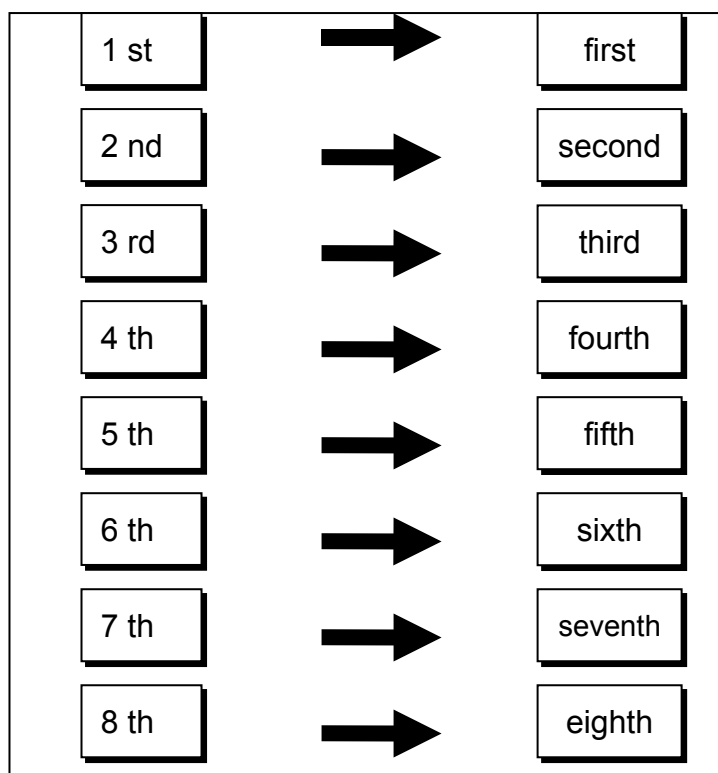 1 st first
2 nd second
3 rd third
4 th fourth
5 th fifth
6 th sixth
7 th seventh
8 th eighth